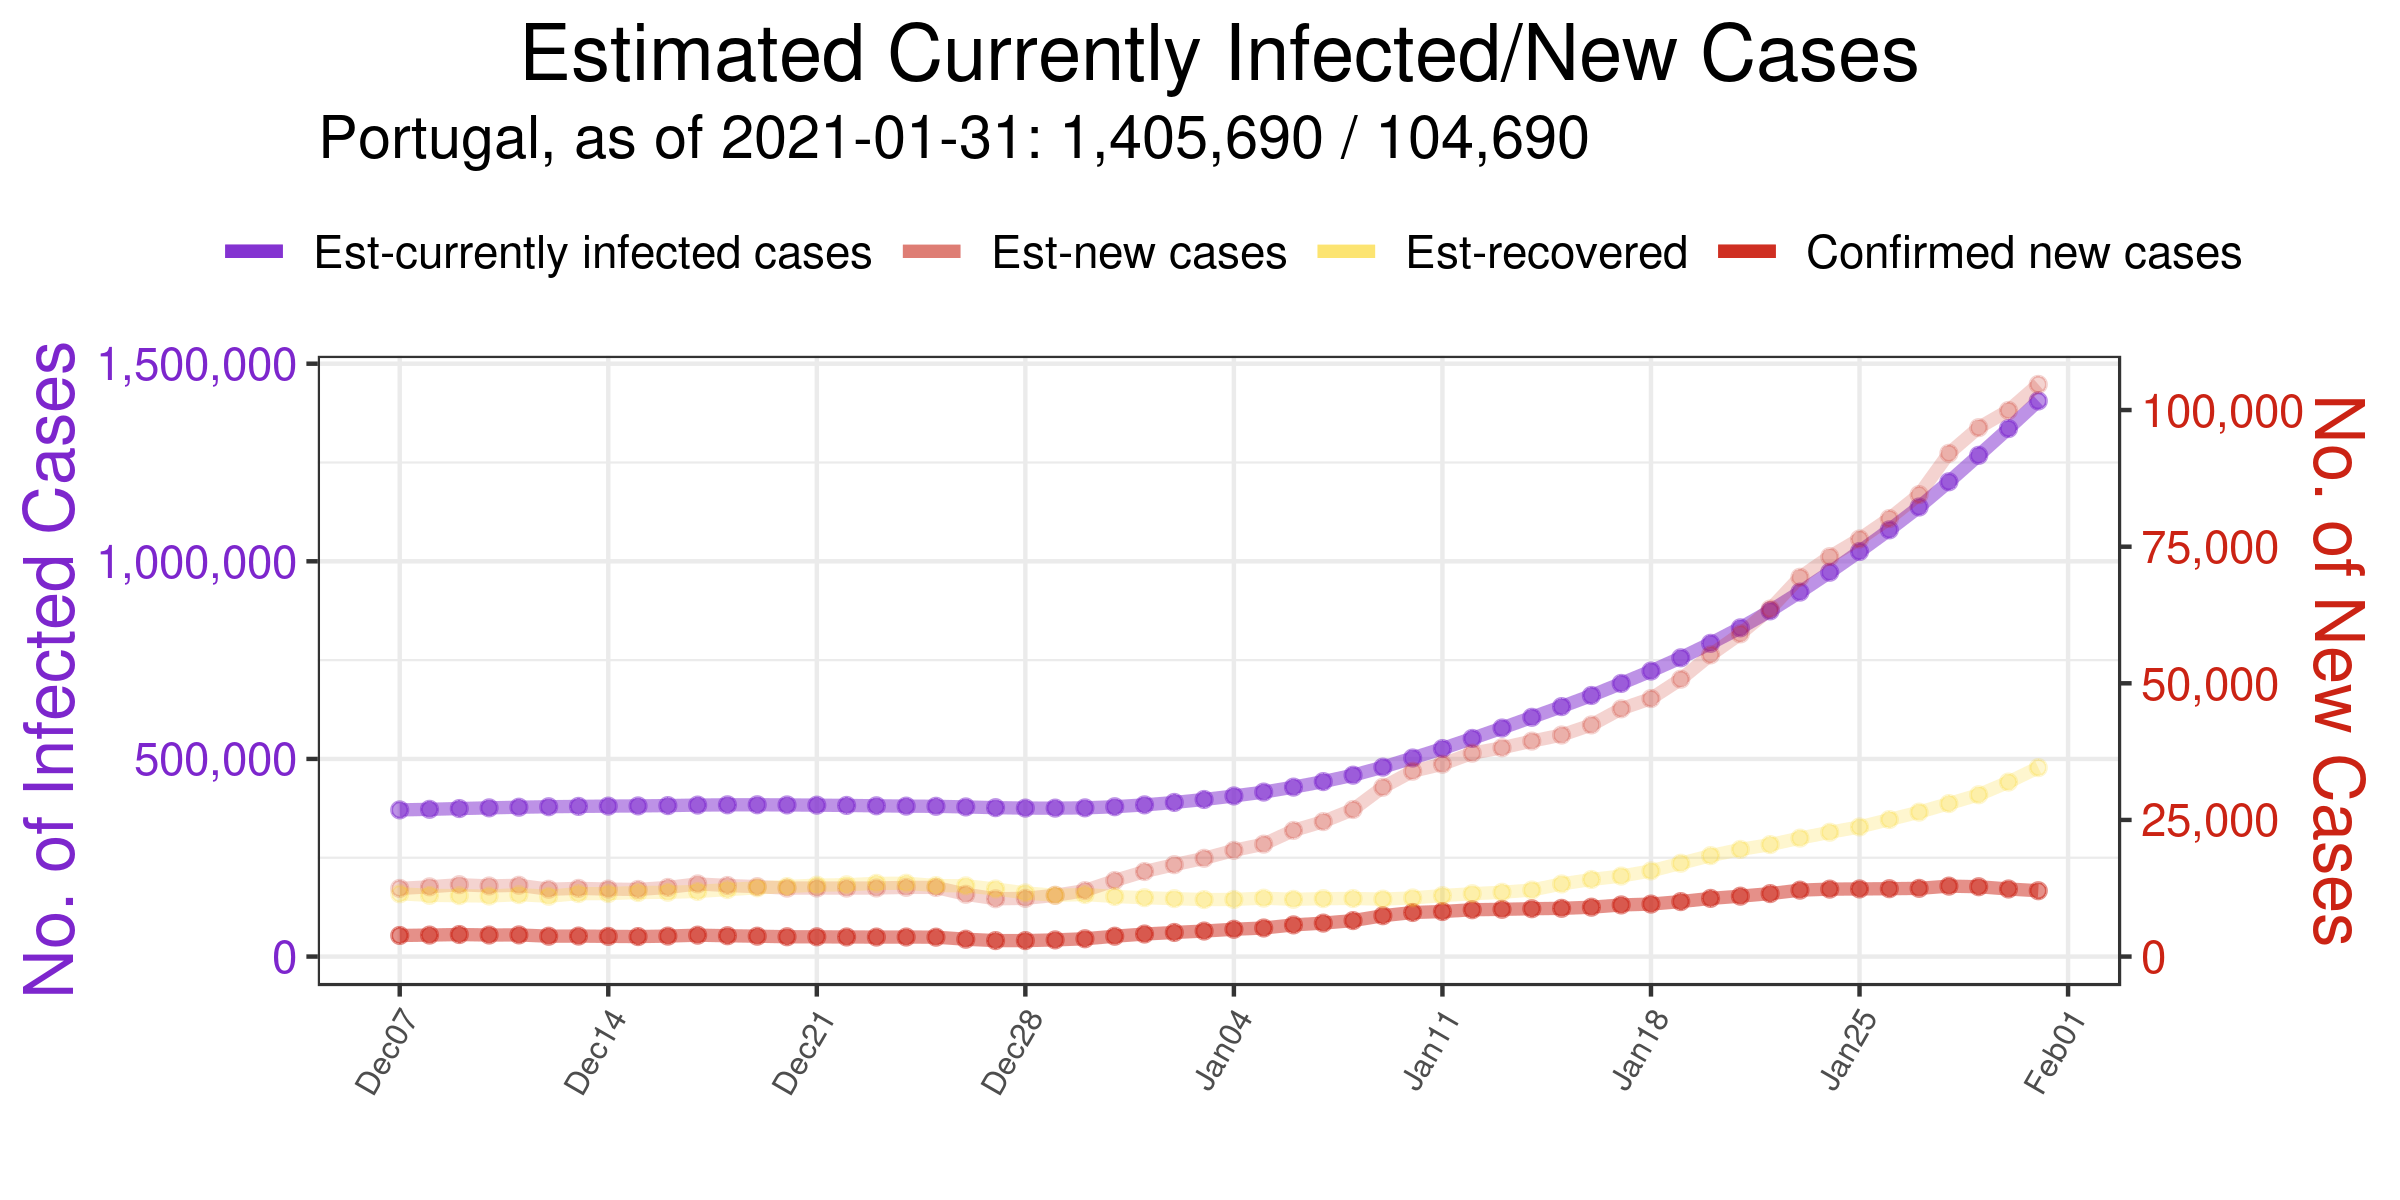 Estimated Currently Infected/New Cases
Portugal, as of 2021-01-31: 1,405,690 / 104,690
Est-currently infected cases
Est-new cases
Est-recovered
Confirmed new cases
No. of Infected Cases
1,500,000
1,000,000
500,000
0
100,000
75,000
50,000
25,000
0
No. of New Cases
Dec07
Dec14
Dec21
Dec28
Jan04
Jan11
Jan18
Jan25
Feb01